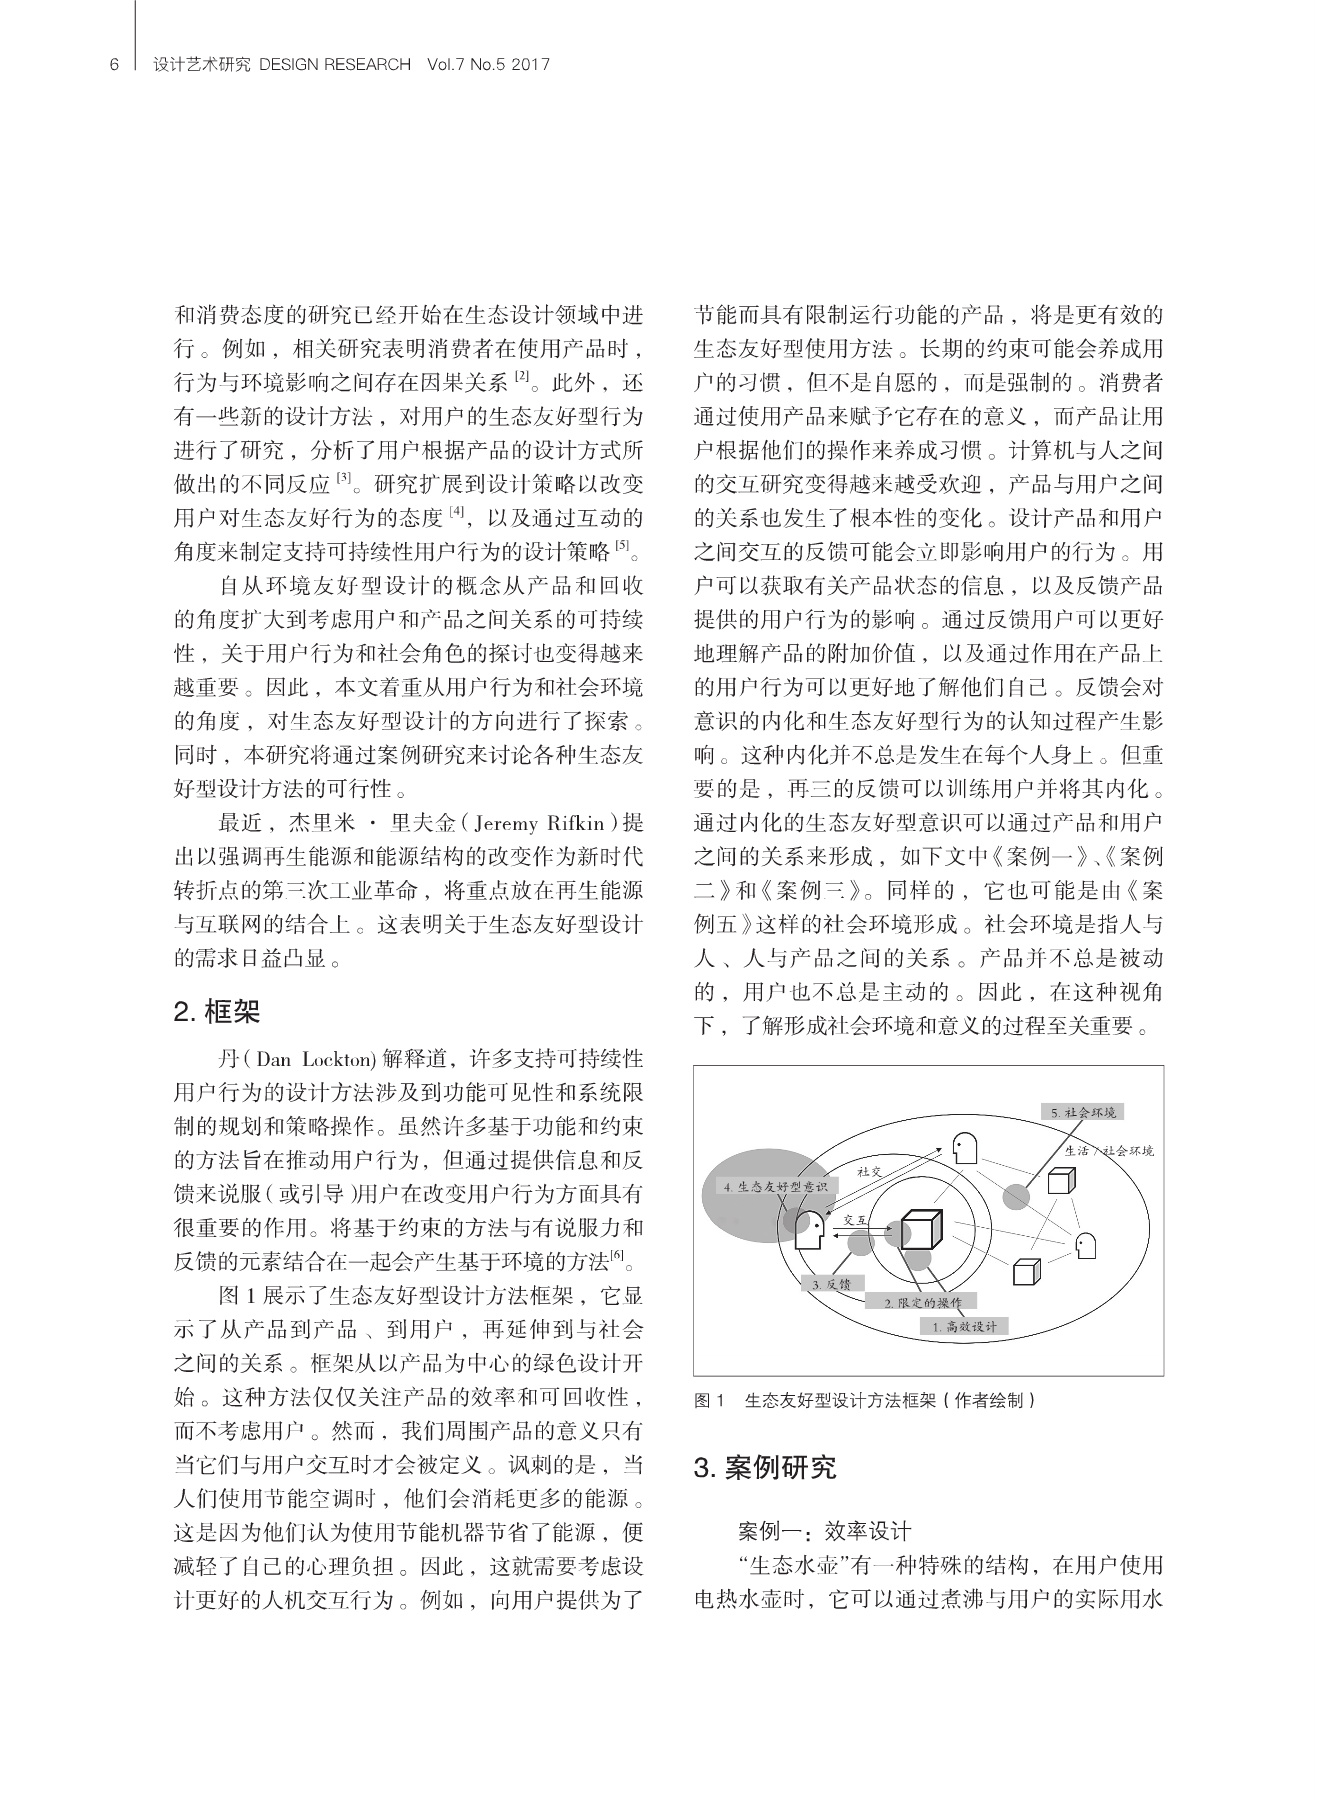 6 设计艺术研究 DESIGN RESEARCH Vol.7 No.5 2017
和消费态度的研究已经开始在生态设计领域中进
行。例如，相关研究表明消费者在使用产品时，
行为与环境影响之间存在因果关系[2]。此外，还
有一些新的设计方法，对用户的生态友好型行为
进行了研究，分析了用户根据产品的设计方式所
做出的不同反应[3]。研究扩展到设计策略以改变
用户对生态友好行为的态度[4]，以及通过互动的
角度来制定支持可持续性用户行为的设计策略[5]。
自从环境友好型设计的概念从产品和回收
的角度扩大到考虑用户和产品之间关系的可持续
性，关于用户行为和社会角色的探讨也变得越来
越重要。因此，本文着重从用户行为和社会环境
的角度，对生态友好型设计的方向进行了探索。
同时，本研究将通过案例研究来讨论各种生态友
好型设计方法的可行性。
最近，杰里米·里夫金(Jeremy Rifkin)提
出以强调再生能源和能源结构的改变作为新时代
转折点的第三次工业革命，将重点放在再生能源
与互联网的结合上。这表明关于生态友好型设计
的需求日益凸显。
2. 框架
丹(Dan Lockton)解释道，许多支持可持续性
用户行为的设计方法涉及到功能可见性和系统限
制的规划和策略操作。虽然许多基于功能和约束
的方法旨在推动用户行为，但通过提供信息和反
馈来说服(或引导)用户在改变用户行为方面具有
很重要的作用。将基于约束的方法与有说服力和
反馈的元素结合在一起会产生基于环境的方法[6]。
图1展示了生态友好型设计方法框架，它显
示了从产品到产品、到用户，再延伸到与社会
之间的关系。框架从以产品为中心的绿色设计开
始。这种方法仅仅关注产品的效率和可回收性，
而不考虑用户。然而，我们周围产品的意义只有
当它们与用户交互时才会被定义。讽刺的是，当
人们使用节能空调时，他们会消耗更多的能源。
这是因为他们认为使用节能机器节省了能源，便
减轻了自己的心理负担。因此，这就需要考虑设
计更好的人机交互行为。例如，向用户提供为了
节能而具有限制运行功能的产品，将是更有效的
生态友好型使用方法。长期的约束可能会养成用
户的习惯，但不是自愿的，而是强制的。消费者
通过使用产品来赋予它存在的意义，而产品让用
户根据他们的操作来养成习惯。计算机与人之间
的交互研究变得越来越受欢迎，产品与用户之间
的关系也发生了根本性的变化。设计产品和用户
之间交互的反馈可能会立即影响用户的行为。用
户可以获取有关产品状态的信息，以及反馈产品
提供的用户行为的影响。通过反馈用户可以更好
地理解产品的附加价值，以及通过作用在产品上
的用户行为可以更好地了解他们自己。反馈会对
意识的内化和生态友好型行为的认知过程产生影
响。这种内化并不总是发生在每个人身上。但重
要的是，再三的反馈可以训练用户并将其内化。
通过内化的生态友好型意识可以通过产品和用户
之间的关系来形成，如下文中《案例一》、《案例
二》和《案例三》。同样的，它也可能是由《案
例五》这样的社会环境形成。社会环境是指人与
人、人与产品之间的关系。产品并不总是被动
的，用户也不总是主动的。因此，在这种视角
下，了解形成社会环境和意义的过程至关重要。
5. 社会环境
生活/社会环境
社交
4. 生态友好型意识
交互
3. 反馈
2. 限定的操作
1. 高效设计
图1 生态友好型设计方法框架(作者绘制)
3. 案例研究
案例一：效率设计
“生态水壶”有一种特殊的结构，在用户使用
电热水壶时，它可以通过煮沸与用户的实际用水